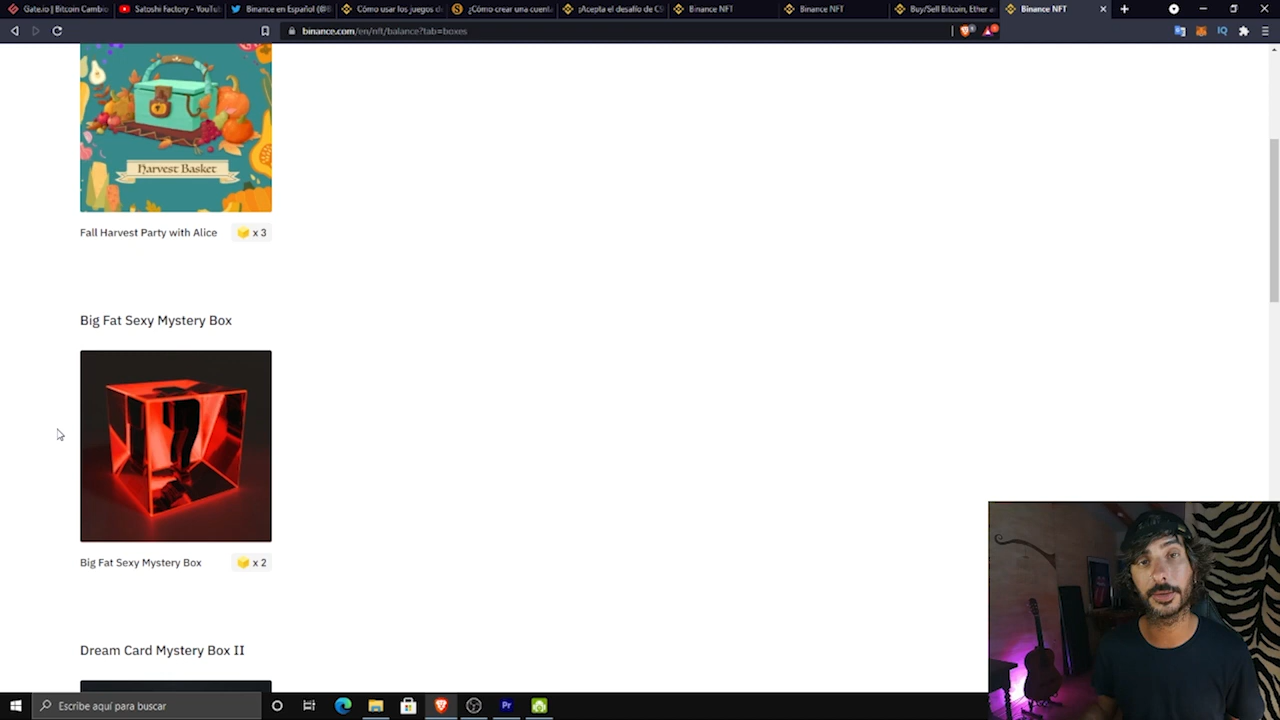 Gate.io || Bitcoin Cambio
Satoshi Factory - YouTu
Binance en Español (@B
Cómo usar los juegos d
¿Cómo crear una cuenta
¡Acepta el desafío de C
Binance NFT
Binance NFT
Buy/Sell Bitcoin, Ether a
Binance NFT
binance.com/en/nft/balance?tab=boxes
IQ
Harvest Basket
Fall Harvest Party with Alice
x 3
Big Fat Sexy Mystery Box
Big Fat Sexy Mystery Box
x 2
Dream Card Mystery Box II
Escribe aquí para buscar
Pr